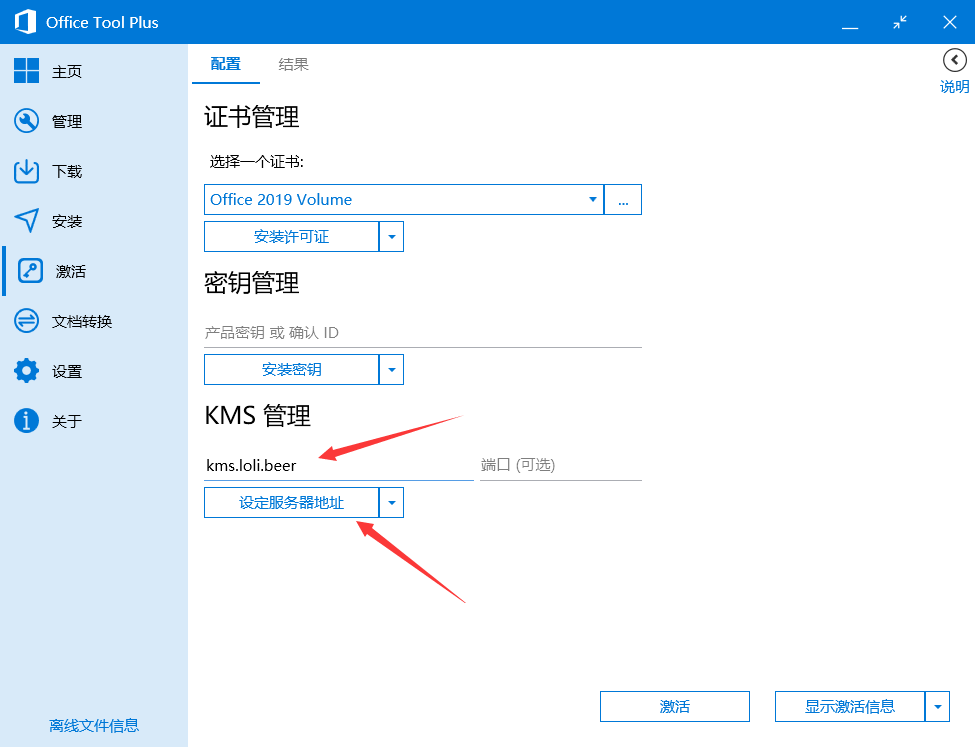 Office Tool Plus
主页
管理
下载
安装
激活
文档转换
设置
关于
离线文件信息
配置 结果
说明
证书管理
选择一个证书:
Office 2019 Volume ...
安装许可证
密钥管理
产品密钥 或 确认 ID
安装密钥
KMS 管理
kms.loli.beer 端口 (可选)
设定服务器地址
激活 显示激活信息